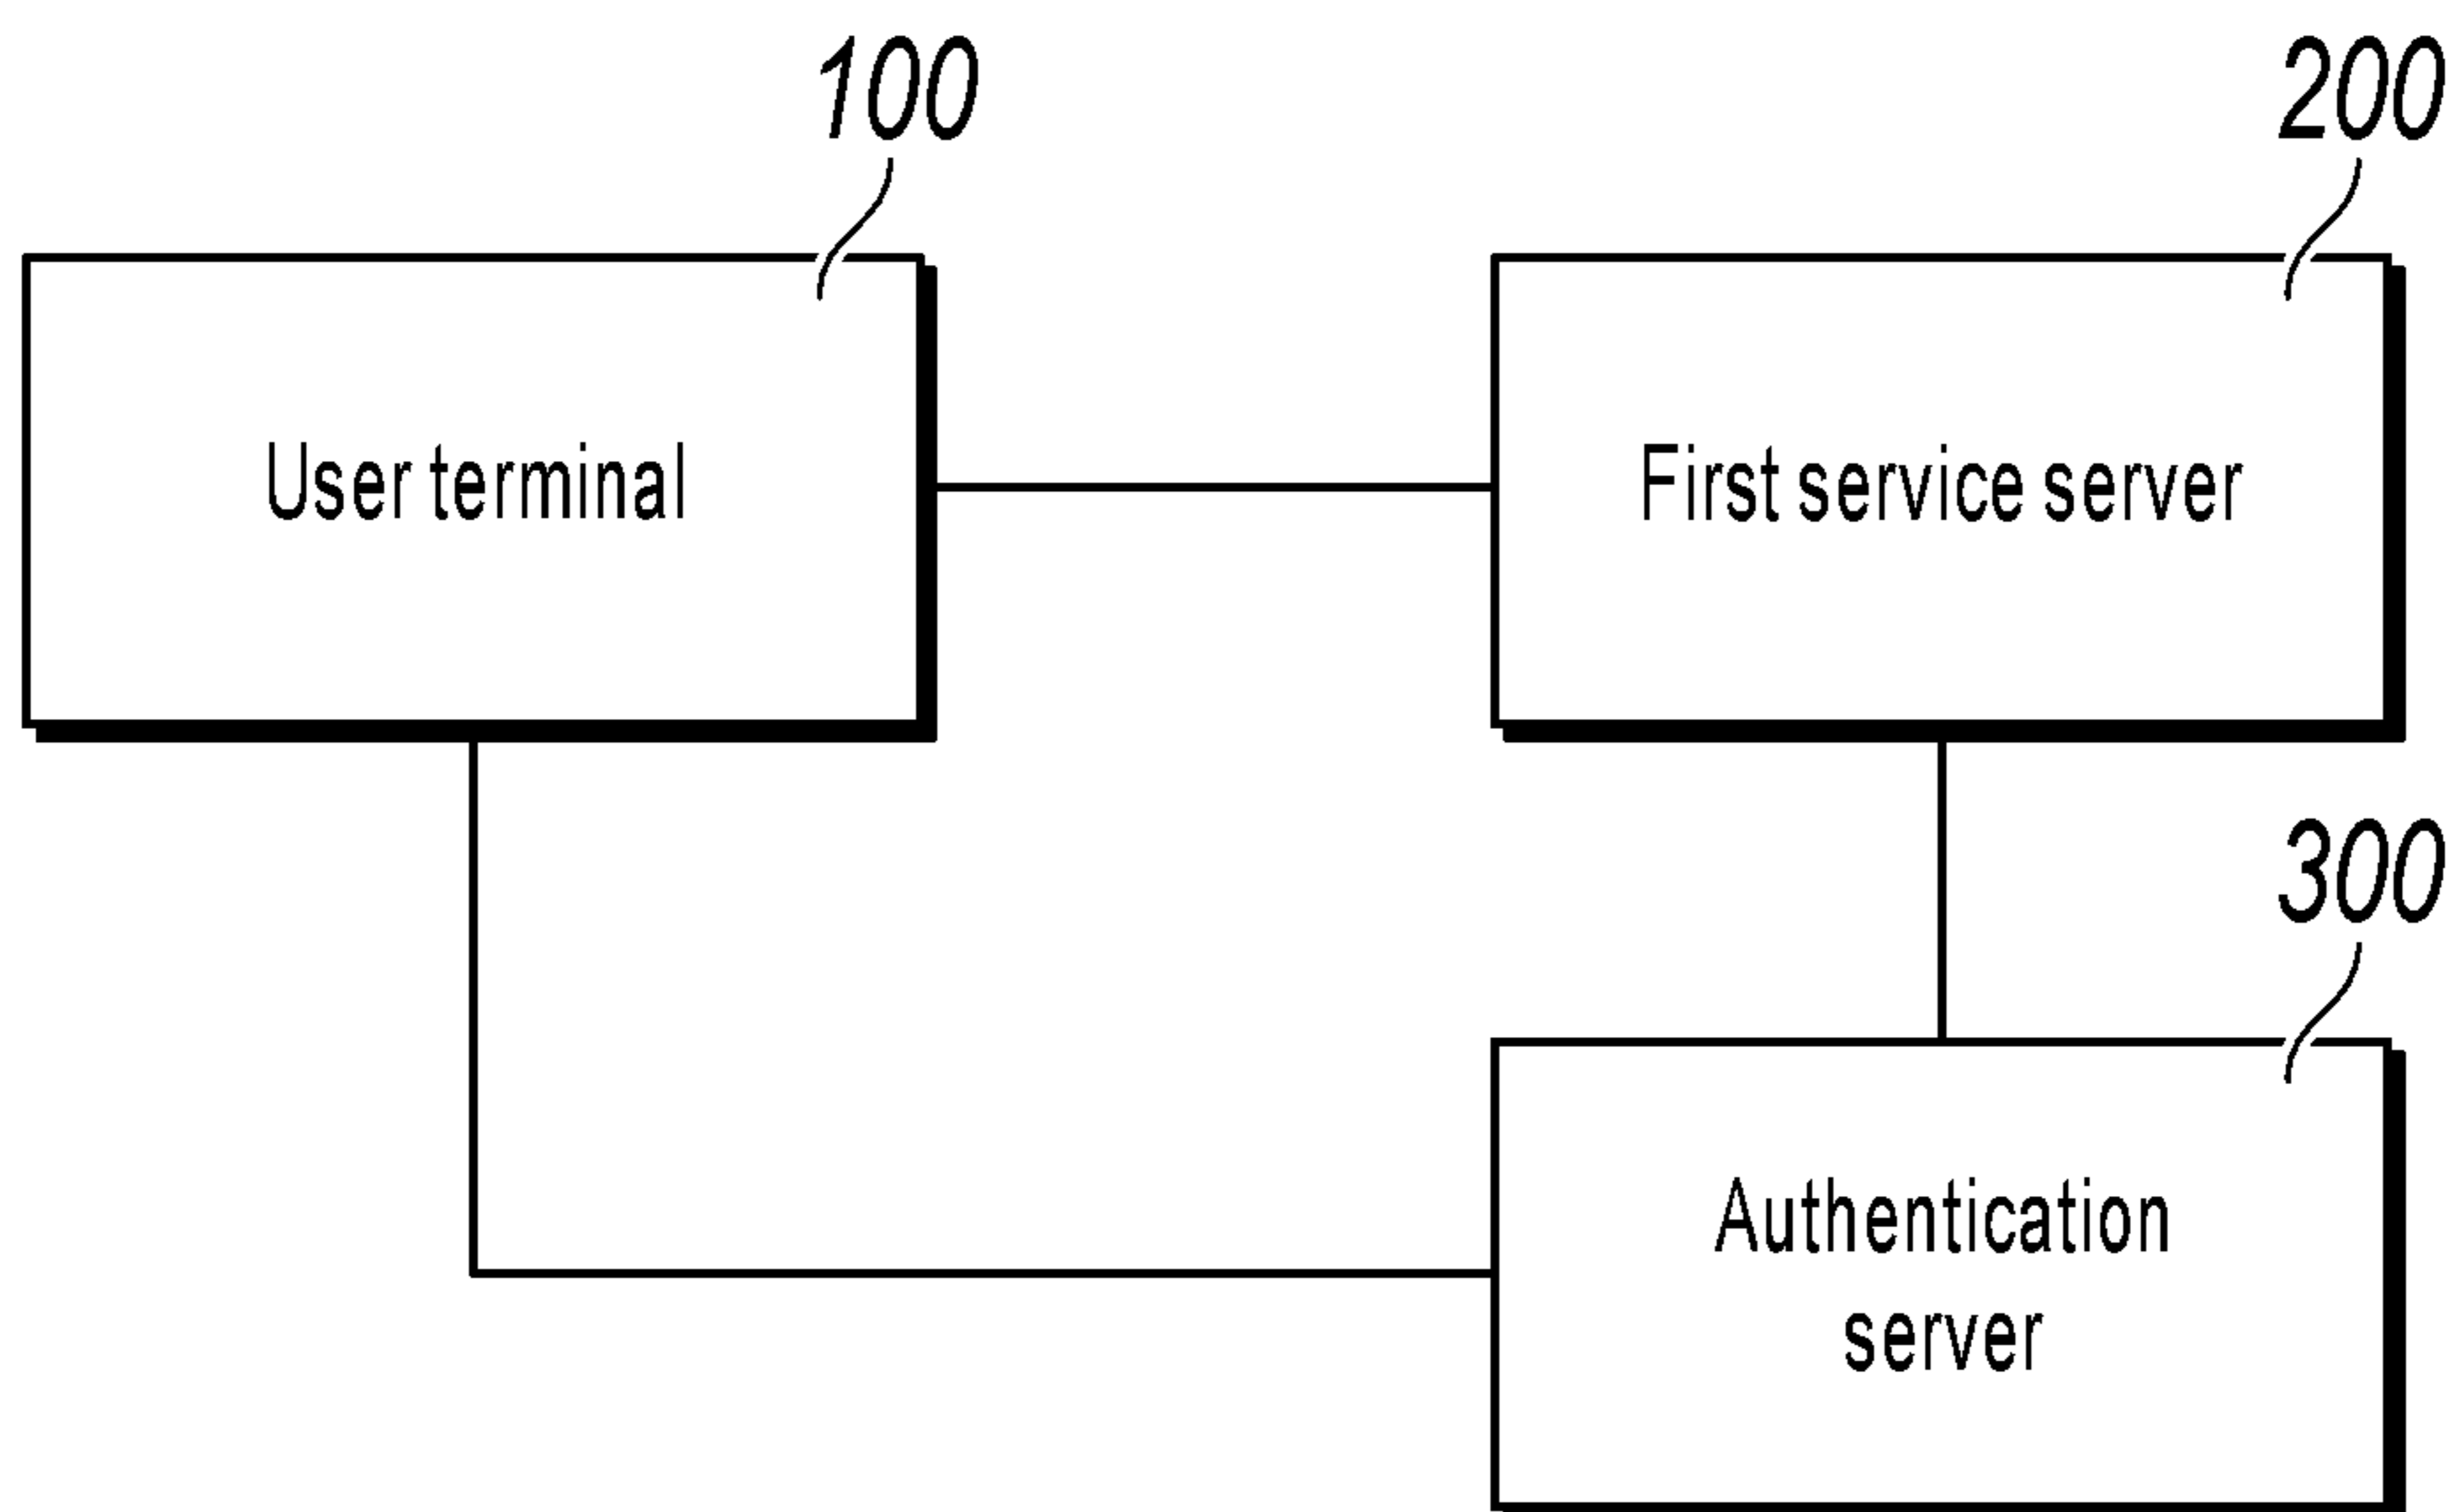 100
200
User terminal
First service server
300
Authentication
server